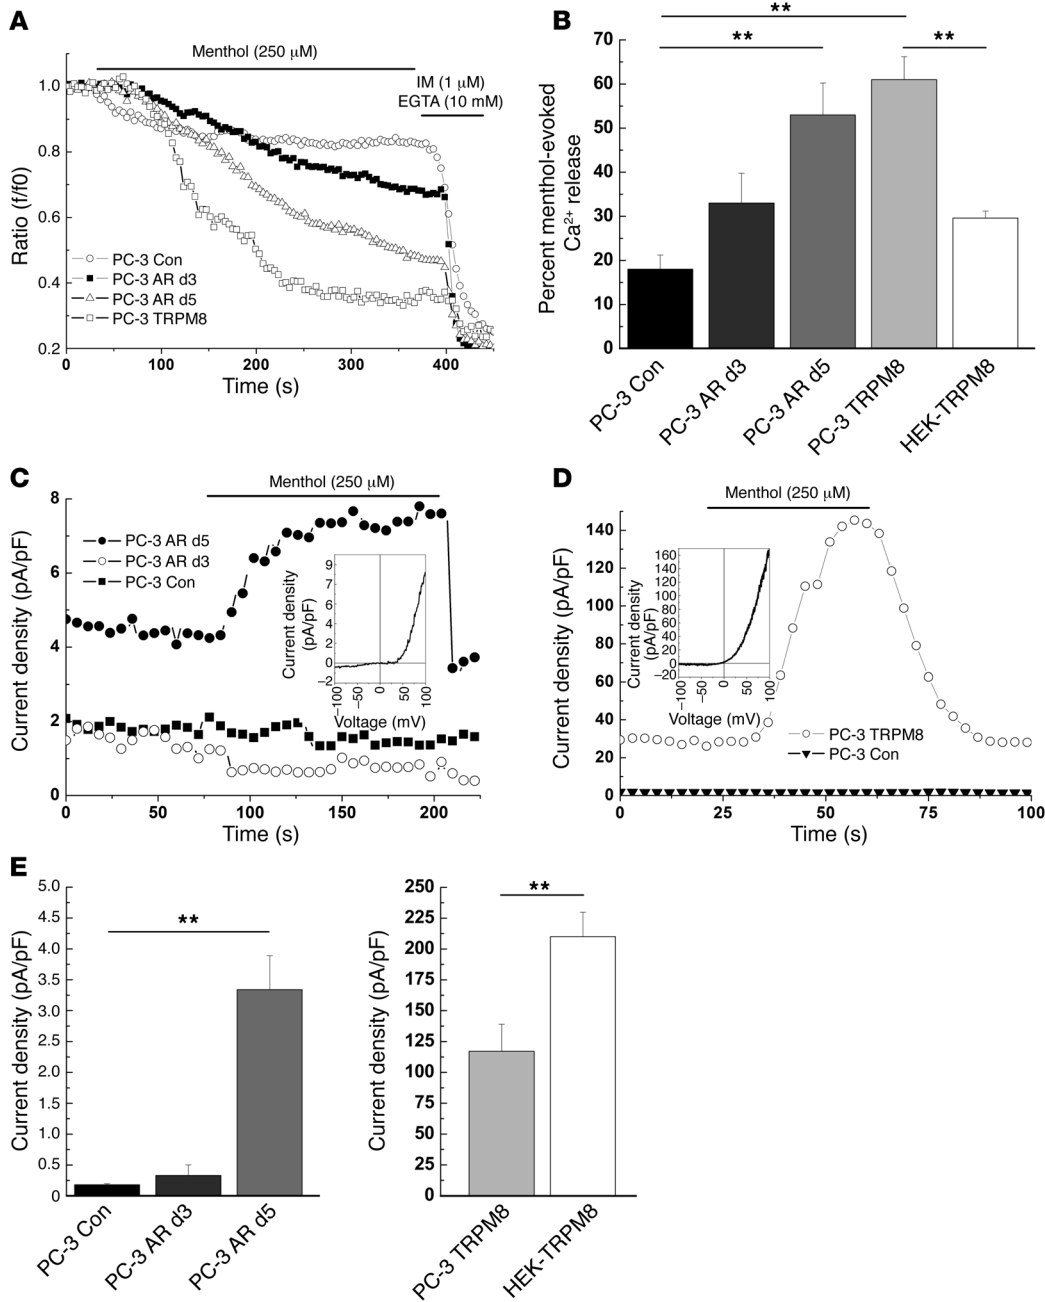 A
Menthol (250 μM)
IM (1 μM)
EGTA (10 mM)
Ratio (f/f0)
1.0
0.8
0.6
0.4
0.2
PC-3 Con
PC-3 AR d3
PC-3 AR d5
PC-3 TRPM8
0 100 200 300 400
Time (s)
B
**
** **
Percent menthol-evoked
Ca2+ release
70
60
50
40
30
20
10
0
PC-3 Con
PC-3 AR d3
PC-3 AR d5
PC-3 TRPM8
HEK-TRPM8
C
Menthol (250 μM)
Current density (pA/pF)
8
6
4
2
0
PC-3 AR d5
PC-3 AR d3
PC-3 Con
Current density
(pA/pF)
9
7
6
4
2
0
−2
−100 −50 0 50 100
Voltage (mV)
0 50 100 150 200
Time (s)
D
Menthol (250 μM)
Current density (pA/pF)
140
120
100
80
60
40
20
0
Current density
(pA/pF)
160
140
120
100
80
60
40
20
0
−20
−100 −50 0 50 100
Voltage (mV)
PC-3 TRPM8
PC-3 Con
0 25 50 75 100
Time (s)
E
Current density (pA/pF)
5.0
4.5
4.0
3.5
3.0
2.5
2.0
1.5
1.0
0.5
0
**
PC-3 Con
PC-3 AR d3
PC-3 AR d5
Current density (pA/pF)
250
225
200
175
150
125
100
75
50
25
0
**
PC-3 TRPM8
HEK-TRPM8